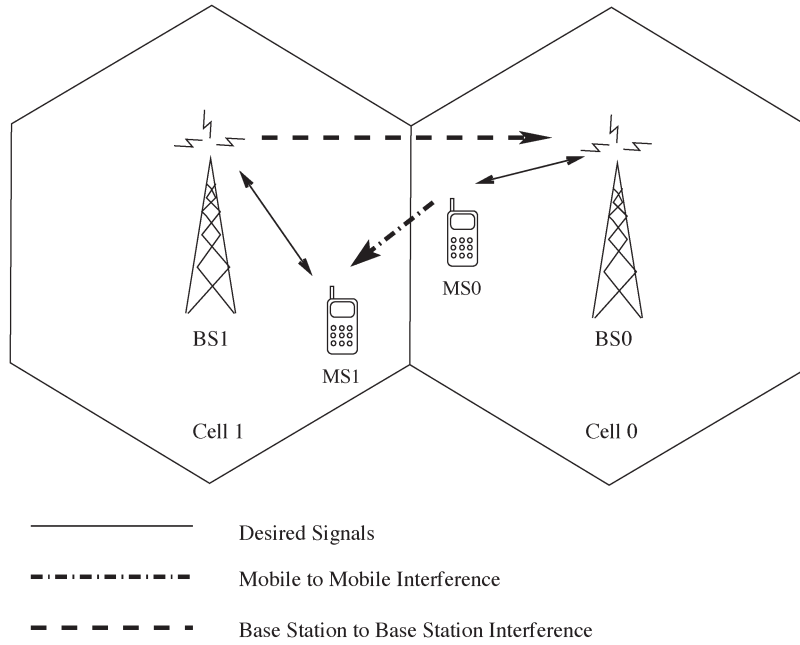 MS0
BS1
BS0
MS1
Cell 1
Cell 0
Desired Signals
Mobile to Mobile Interference
Base Station to Base Station Interference